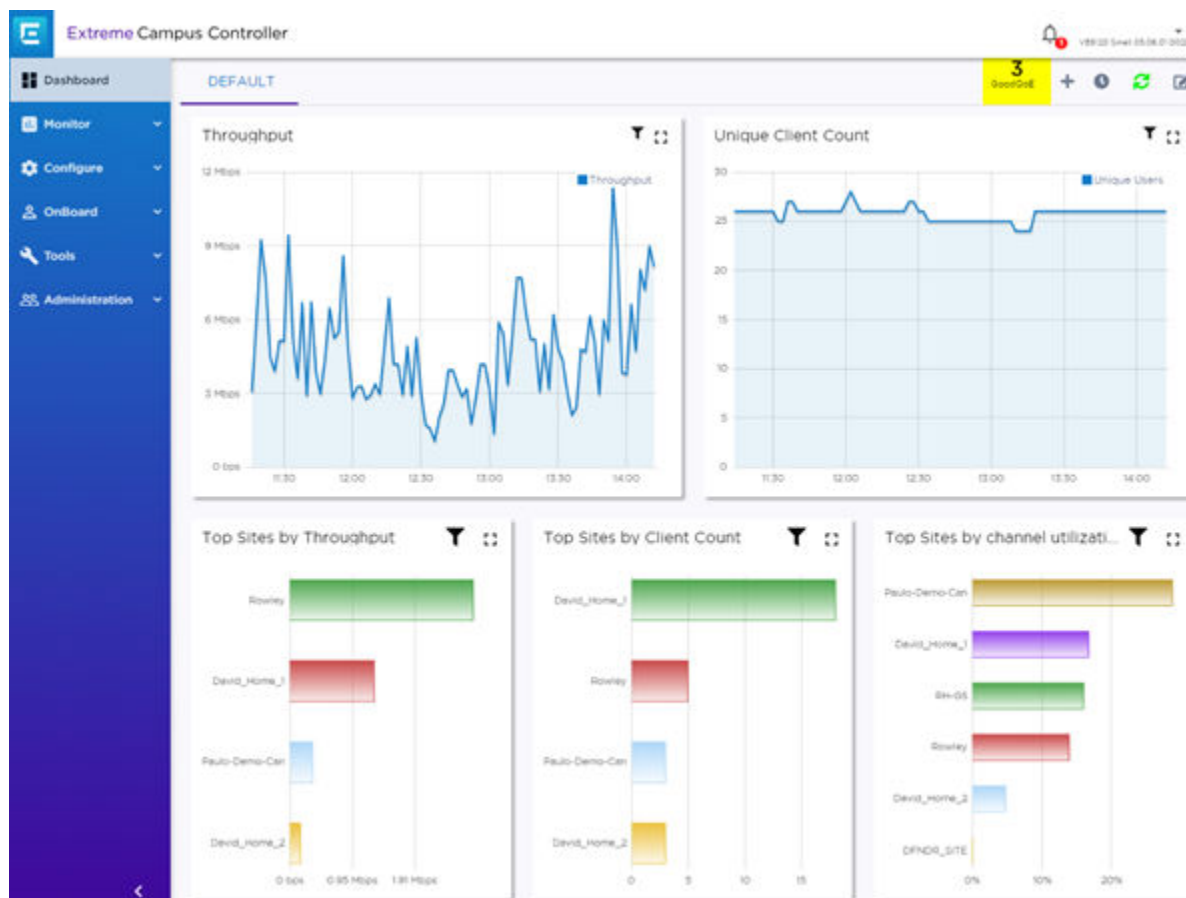 Extreme Campus Controller
1
Dashboard
DEFAULT
3
Monitor
Configure
OnBoard
Tools
Administration
Throughput
12 Mbps
Throughput
9 Mbps
6 Mbps
3 Mbps
0 bps
11:30 12:00 12:30 13:00 13:30 14:00
Unique Client Count
30
Unique Users
25
20
15
10
5
0
11:30 12:00 12:30 13:00 13:30 14:00
Top Sites by Throughput
Rowley
David_Home_1
Paulo-Demo-Can
David_Home_2
0 bps 0.95 Mbps 1.91 Mbps
Top Sites by Client Count
David_Home_1
Rowley
Paulo-Demo-Can
David_Home_2
0 5 10 15
Top Sites by channel utilizati...
Paulo-Demo-Can
David_Home_1
RH-GS
Rowley
David_Home_2
DFNDR_SITE
0% 10% 20%